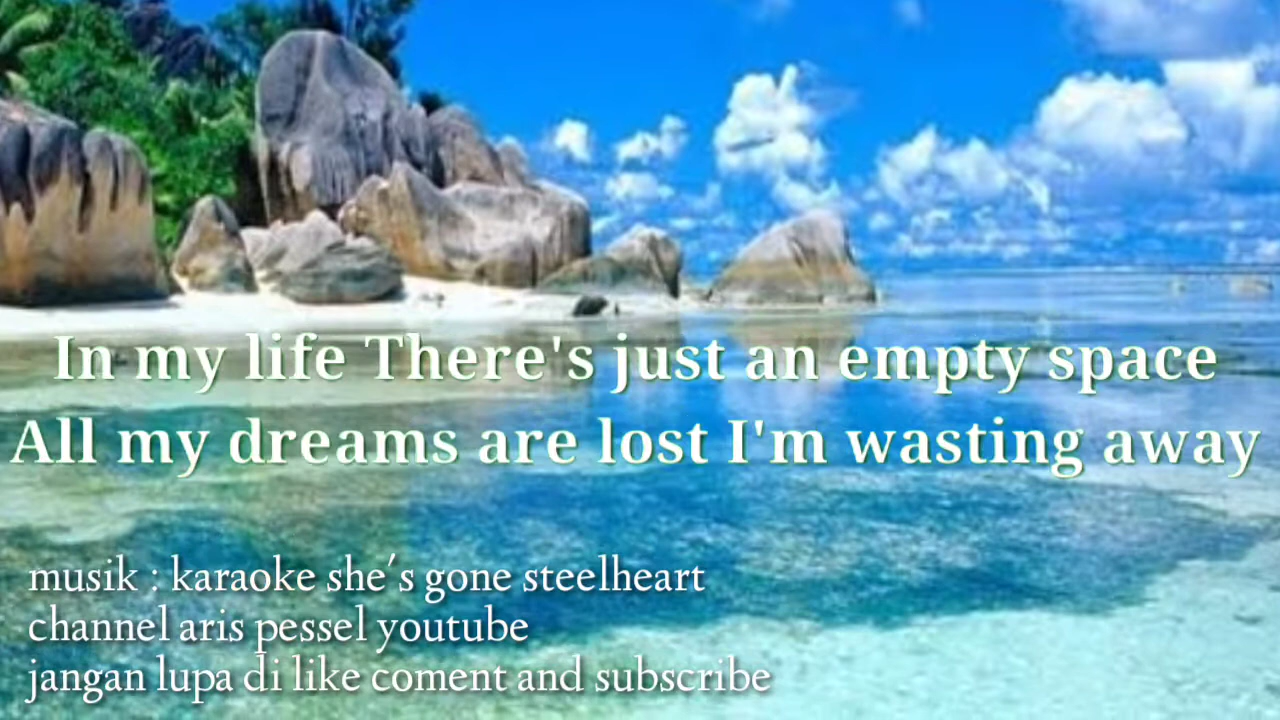 In my life There's just an empty space
All my dreams are lost I'm wasting away
musik : karaoke she's gone steelheart
channel aris pessel youtube
jangan lupa di like coment and subscribe